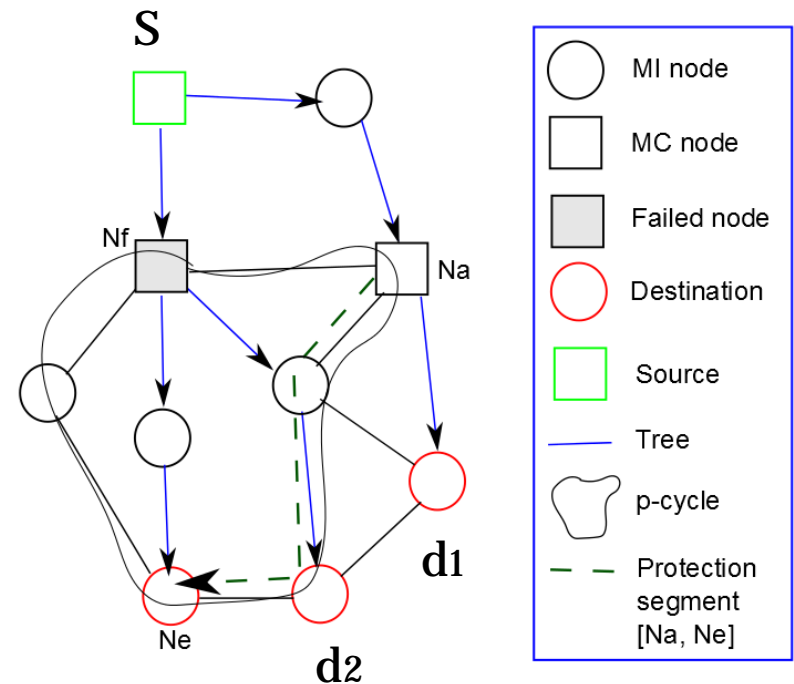 S
Nf
Na
d1
Ne
d2
MI node
MC node
Failed node
Destination
Source
Tree
p-cycle
Protection
segment
[Na, Ne]